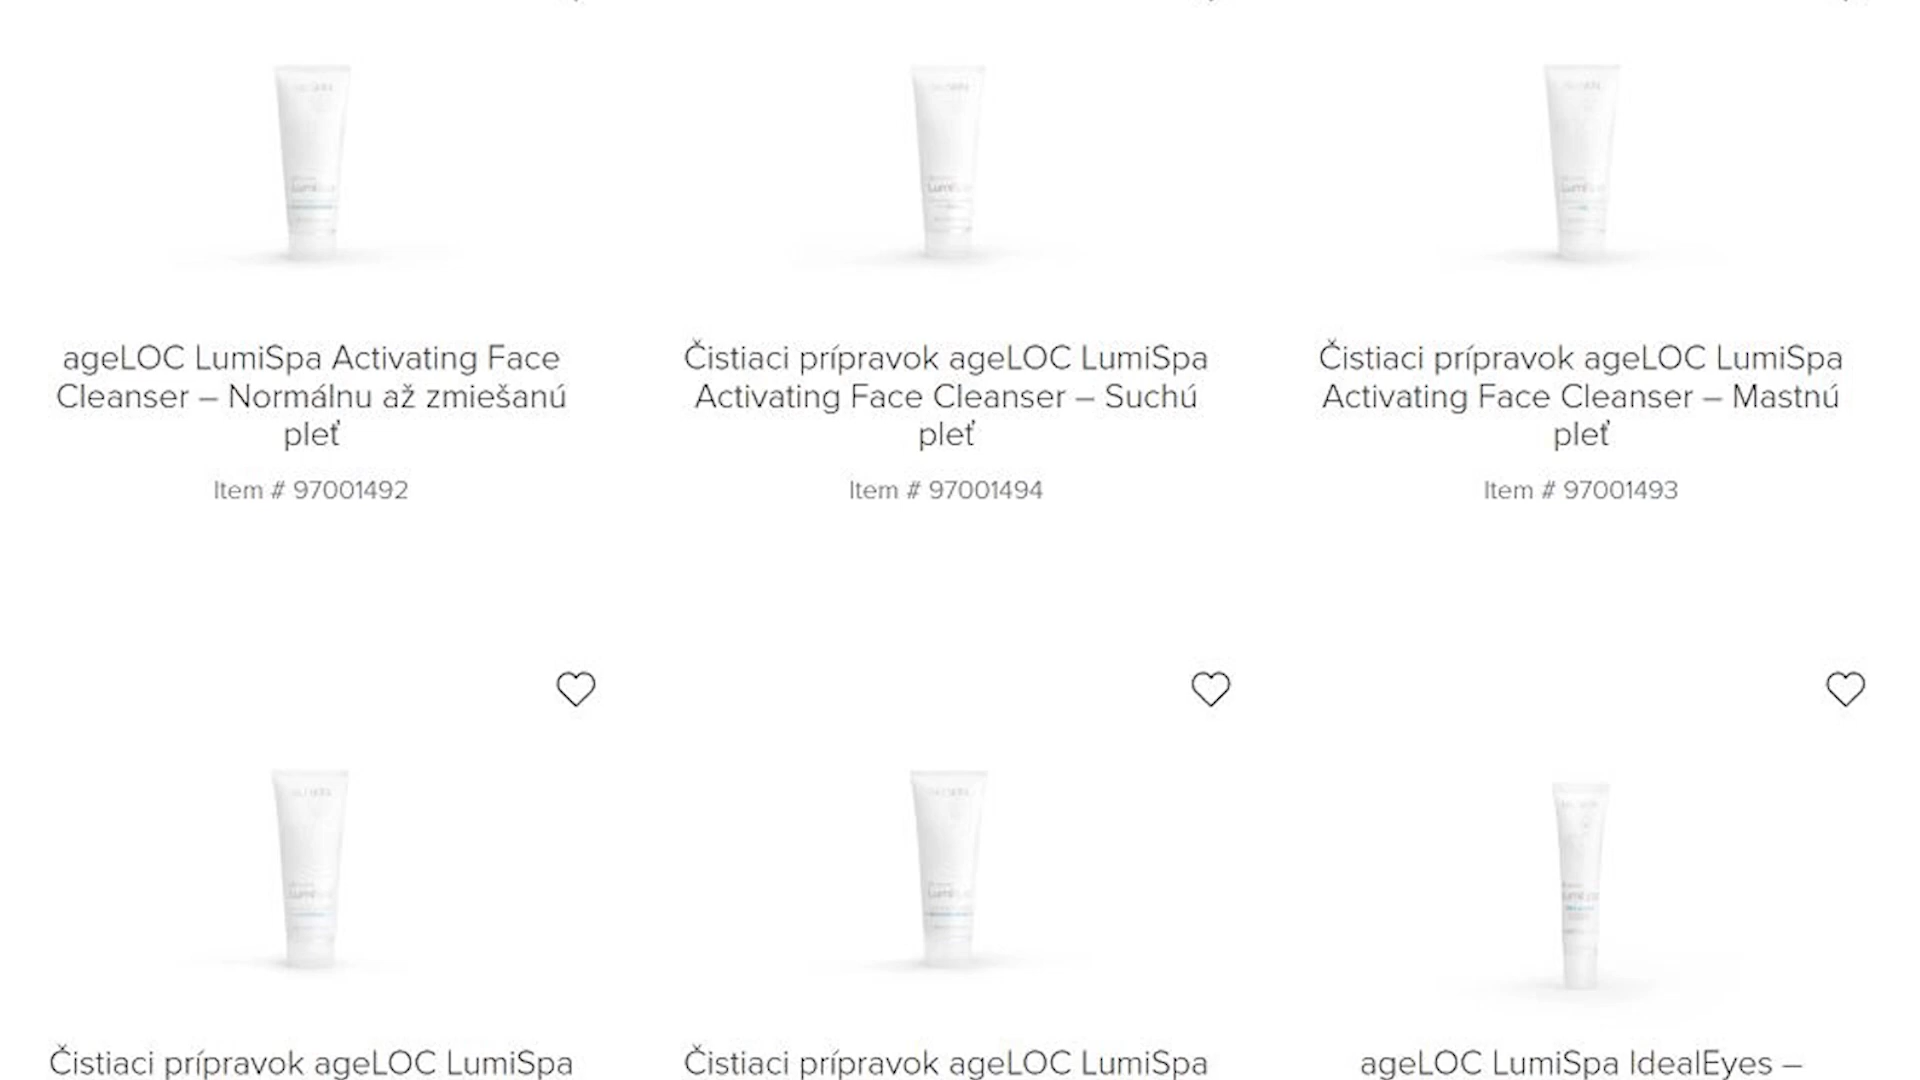 ageLOC LumiSpa Activating Face
Cleanser – Normálnu až zmiešanú
pleť
Item # 97001492
Čistiaci prípravok ageLOC LumiSpa
Activating Face Cleanser – Suchú
pleť
Item # 97001494
Čistiaci prípravok ageLOC LumiSpa
Activating Face Cleanser – Mastnú
pleť
Item # 97001493
Čistiaci prípravok ageLOC LumiSpa
Čistiaci prípravok ageLOC LumiSpa
ageLOC LumiSpa IdealEyes –